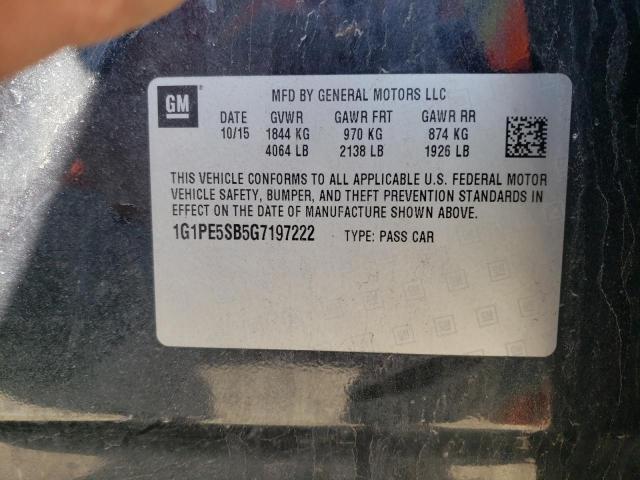 GM
MFD BY GENERAL MOTORS LLC
DATE GVWR GAWR FRT GAWR RR
10/15 1844 KG 970 KG 874 KG
4064 LB 2138 LB 1926 LB
THIS VEHICLE CONFORMS TO ALL APPLICABLE U.S. FEDERAL MOTOR
VEHICLE SAFETY, BUMPER, AND THEFT PREVENTION STANDARDS IN
EFFECT ON THE DATE OF MANUFACTURE SHOWN ABOVE.
1G1PE5SB5G7197222 TYPE: PASS CAR